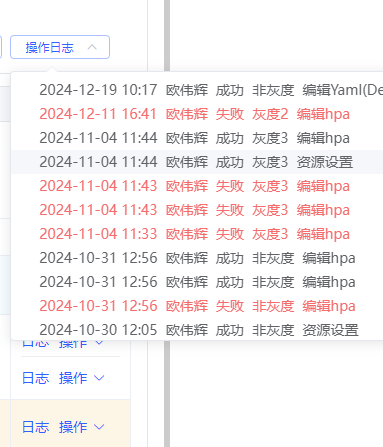 操作日志
2024-12-19 10:17 欧伟辉 成功 非灰度 编辑Yaml(De
2024-12-11 16:41 欧伟辉 失败 灰度2 编辑hpa
2024-11-04 11:44 欧伟辉 成功 灰度3 编辑hpa
2024-11-04 11:44 欧伟辉 成功 灰度3 资源设置
2024-11-04 11:43 欧伟辉 失败 灰度3 编辑hpa
2024-11-04 11:43 欧伟辉 失败 灰度3 编辑hpa
2024-11-04 11:33 欧伟辉 失败 灰度3 编辑hpa
2024-10-31 12:56 欧伟辉 成功 非灰度 编辑hpa
2024-10-31 12:56 欧伟辉 成功 非灰度 编辑hpa
2024-10-31 12:56 欧伟辉 失败 非灰度 编辑hpa
2024-10-30 12:05 欧伟辉 成功 非灰度 资源设置
日志 操作
日志 操作
日志 操作